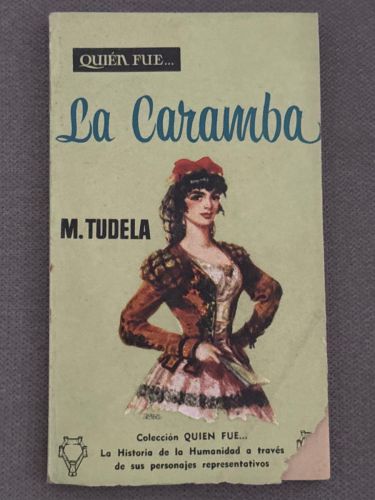 QUIÉN FUE...
La Caramba
M. TUDELA
Colección QUIEN FUE...
La Historia de la Humanidad a través
de sus personajes representativos